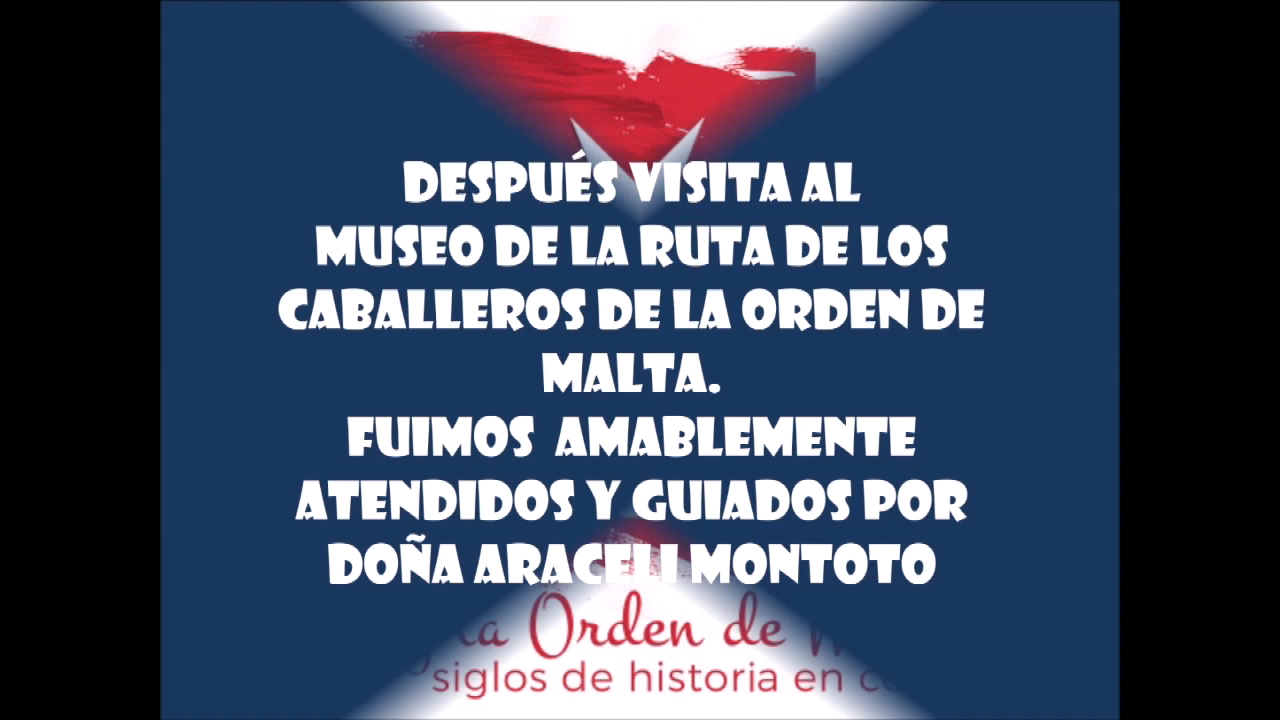 DESPUÉS VISITA AL
MUSEO DE LA RUTA DE LOS
CABALLEROS DE LA ORDEN DE
MALTA.
FUIMOS AMABLEMENTE
ATENDIDOS Y GUIADOS POR
DOÑA ARACELI MONTOTO
Orden de
siglos de historia en